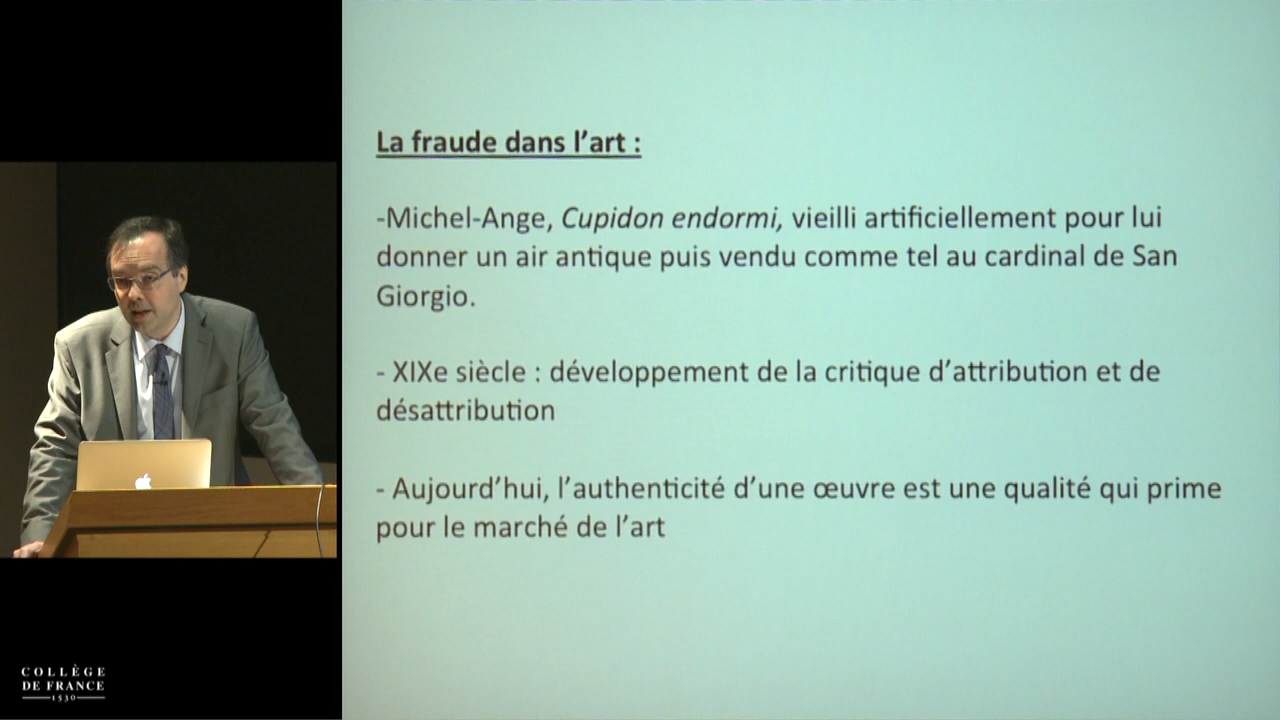 La fraude dans l’art :
-Michel-Ange, Cupidon endormi, vieilli artificiellement pour lui
donner un air antique puis vendu comme tel au cardinal de San
Giorgio.
- XIXe siècle : développement de la critique d’attribution et de
désattribution
- Aujourd’hui, l’authenticité d’une œuvre est une qualité qui prime
pour le marché de l’art
COLLÈGE
DE FRANCE
1530